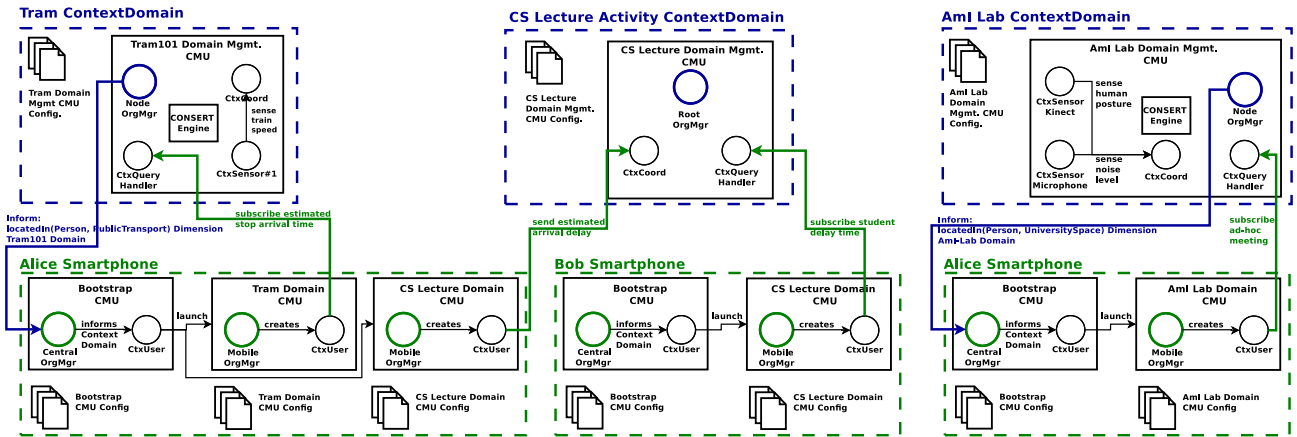 Tram ContextDomain
Tram Domain
Mgmt CMU
Config.
Tram101 Domain Mgmt.
CMU
Node
OrgMgr
CtxCoord
CONSERT
Engine
sense
train
speed
CtxQuery
Handler
CtxSensor#1
CS Lecture Activity ContextDomain
CS Lecture
Domain Mgmt.
CMU Config.
CS Lecture Domain Mgmt.
CMU
Root
OrgMgr
CtxCoord
CtxQuery
Handler
AmI Lab ContextDomain
AmI Lab
Domain
Mgmt. CMU
Config.
AmI Lab Domain Mgmt.
CMU
CtxSensor
Kinect
sense
human
posture
CONSERT
Engine
Node
OrgMgr
CtxSensor
Microphone
sense
noise
level
CtxCoord
CtxQuery
Handler
Inform:
locatedIn(Person, PublicTransport) Dimension
Tram101 Domain
subscribe estimated
stop arrival time
send estimated
arrival delay
subscribe student
delay time
Inform:
locatedIn(Person, UniversitySpace) Dimension
AmI-Lab Domain
subscribe
ad-hoc
meeting
Alice Smartphone
Bootstrap
CMU
Central
OrgMgr
informs
Context
Domain
CtxUser
launch
Tram Domain
CMU
Mobile
OrgMgr
creates
CtxUser
CS Lecture Domain
CMU
Mobile
OrgMgr
creates
CtxUser
Bootstrap
CMU Config
Tram Domain
CMU Config
CS Lecture Domain
CMU Config
Bob Smartphone
Bootstrap
CMU
Central
OrgMgr
informs
Context
Domain
CtxUser
launch
CS Lecture Domain
CMU
Mobile
OrgMgr
creates
CtxUser
Bootstrap
CMU Config
CS Lecture Domain
CMU Config
Alice Smartphone
Bootstrap
CMU
Central
OrgMgr
informs
Context
Domain
CtxUser
launch
AmI Lab Domain
CMU
Mobile
OrgMgr
creates
CtxUser
Bootstrap
CMU Config
AmI Lab Domain
CMU Config